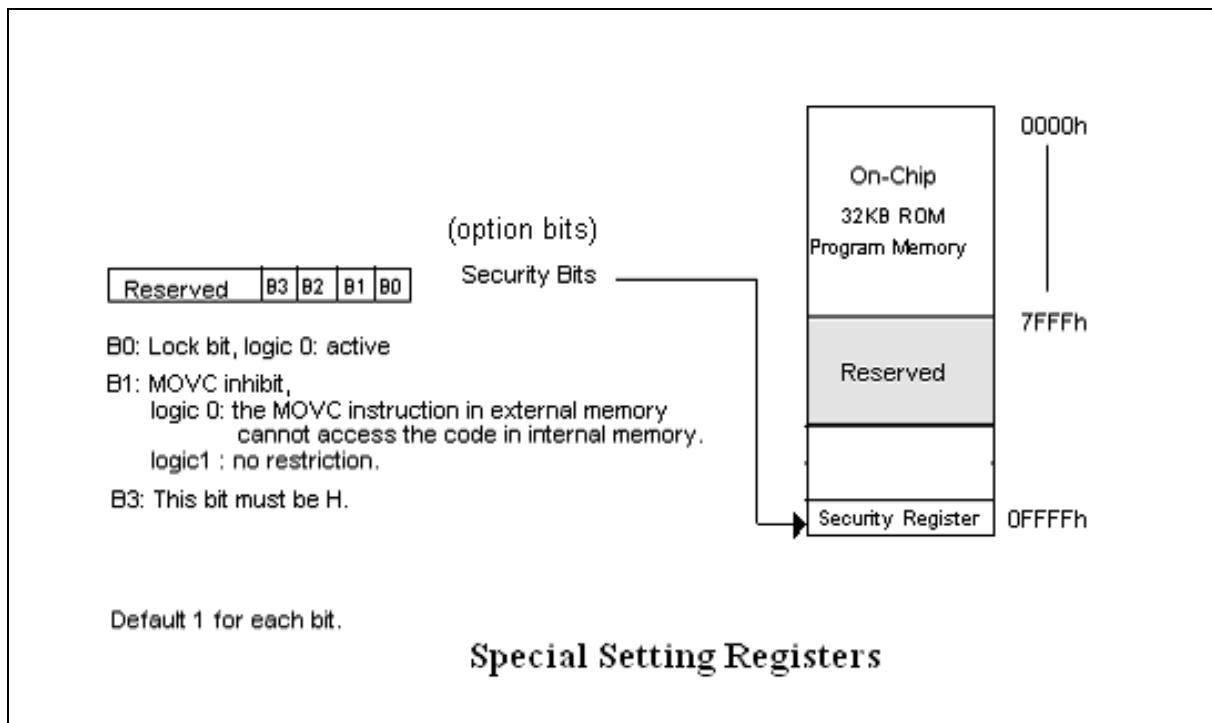 0000h
On-Chip
32KB ROM
Program Memory
(option bits)
Security Bits
Reserved B3 B2 B1 B0
7FFFh
B0: Lock bit, logic 0: active
Reserved
B1: MOVC inhibit,
logic 0: the MOVC instruction in external memory
cannot access the code in internal memory.
logic1 : no restriction.
B3: This bit must be H.
Security Register
0FFFFh
Default 1 for each bit.
Special Setting Registers